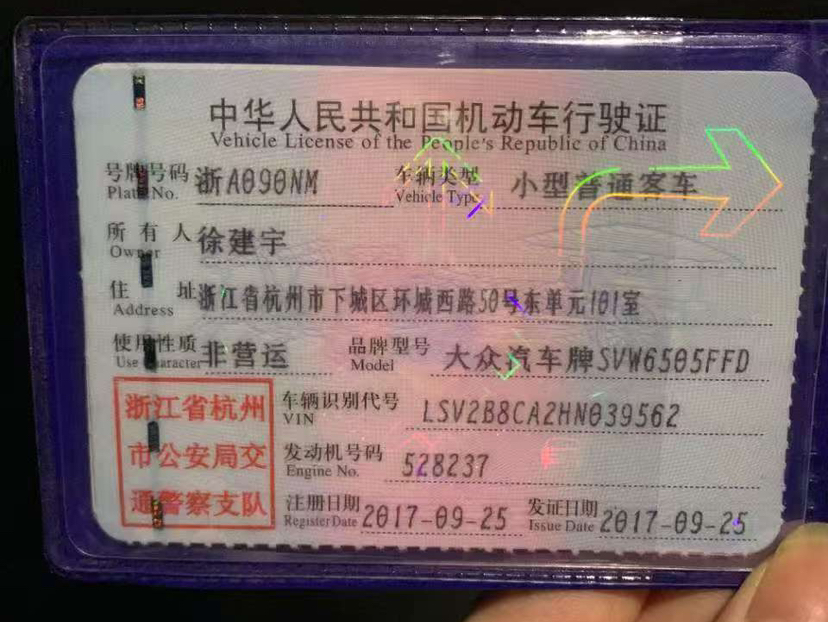 中华人民共和国机动车行驶证
Vehicle License of the People's Republic of China
号牌号码 浙A090NM 车辆类型 小型普通客车
Plate No. Vehicle Type
所有人 徐建宇
Owner
住址 浙江省杭州市下城区环城西路50号东单元101室
Address
使用性质 非营运 品牌型号 大众汽车牌SVW6505FFD
Use Character Model
浙江省杭州
市公安局交
通警察支队
车辆识别代号 LSV2B8CA2HN039562
VIN
发动机号码 528237
Engine No.
注册日期 2017-09-25 发证日期 2017-09-25
Register Date Issue Date